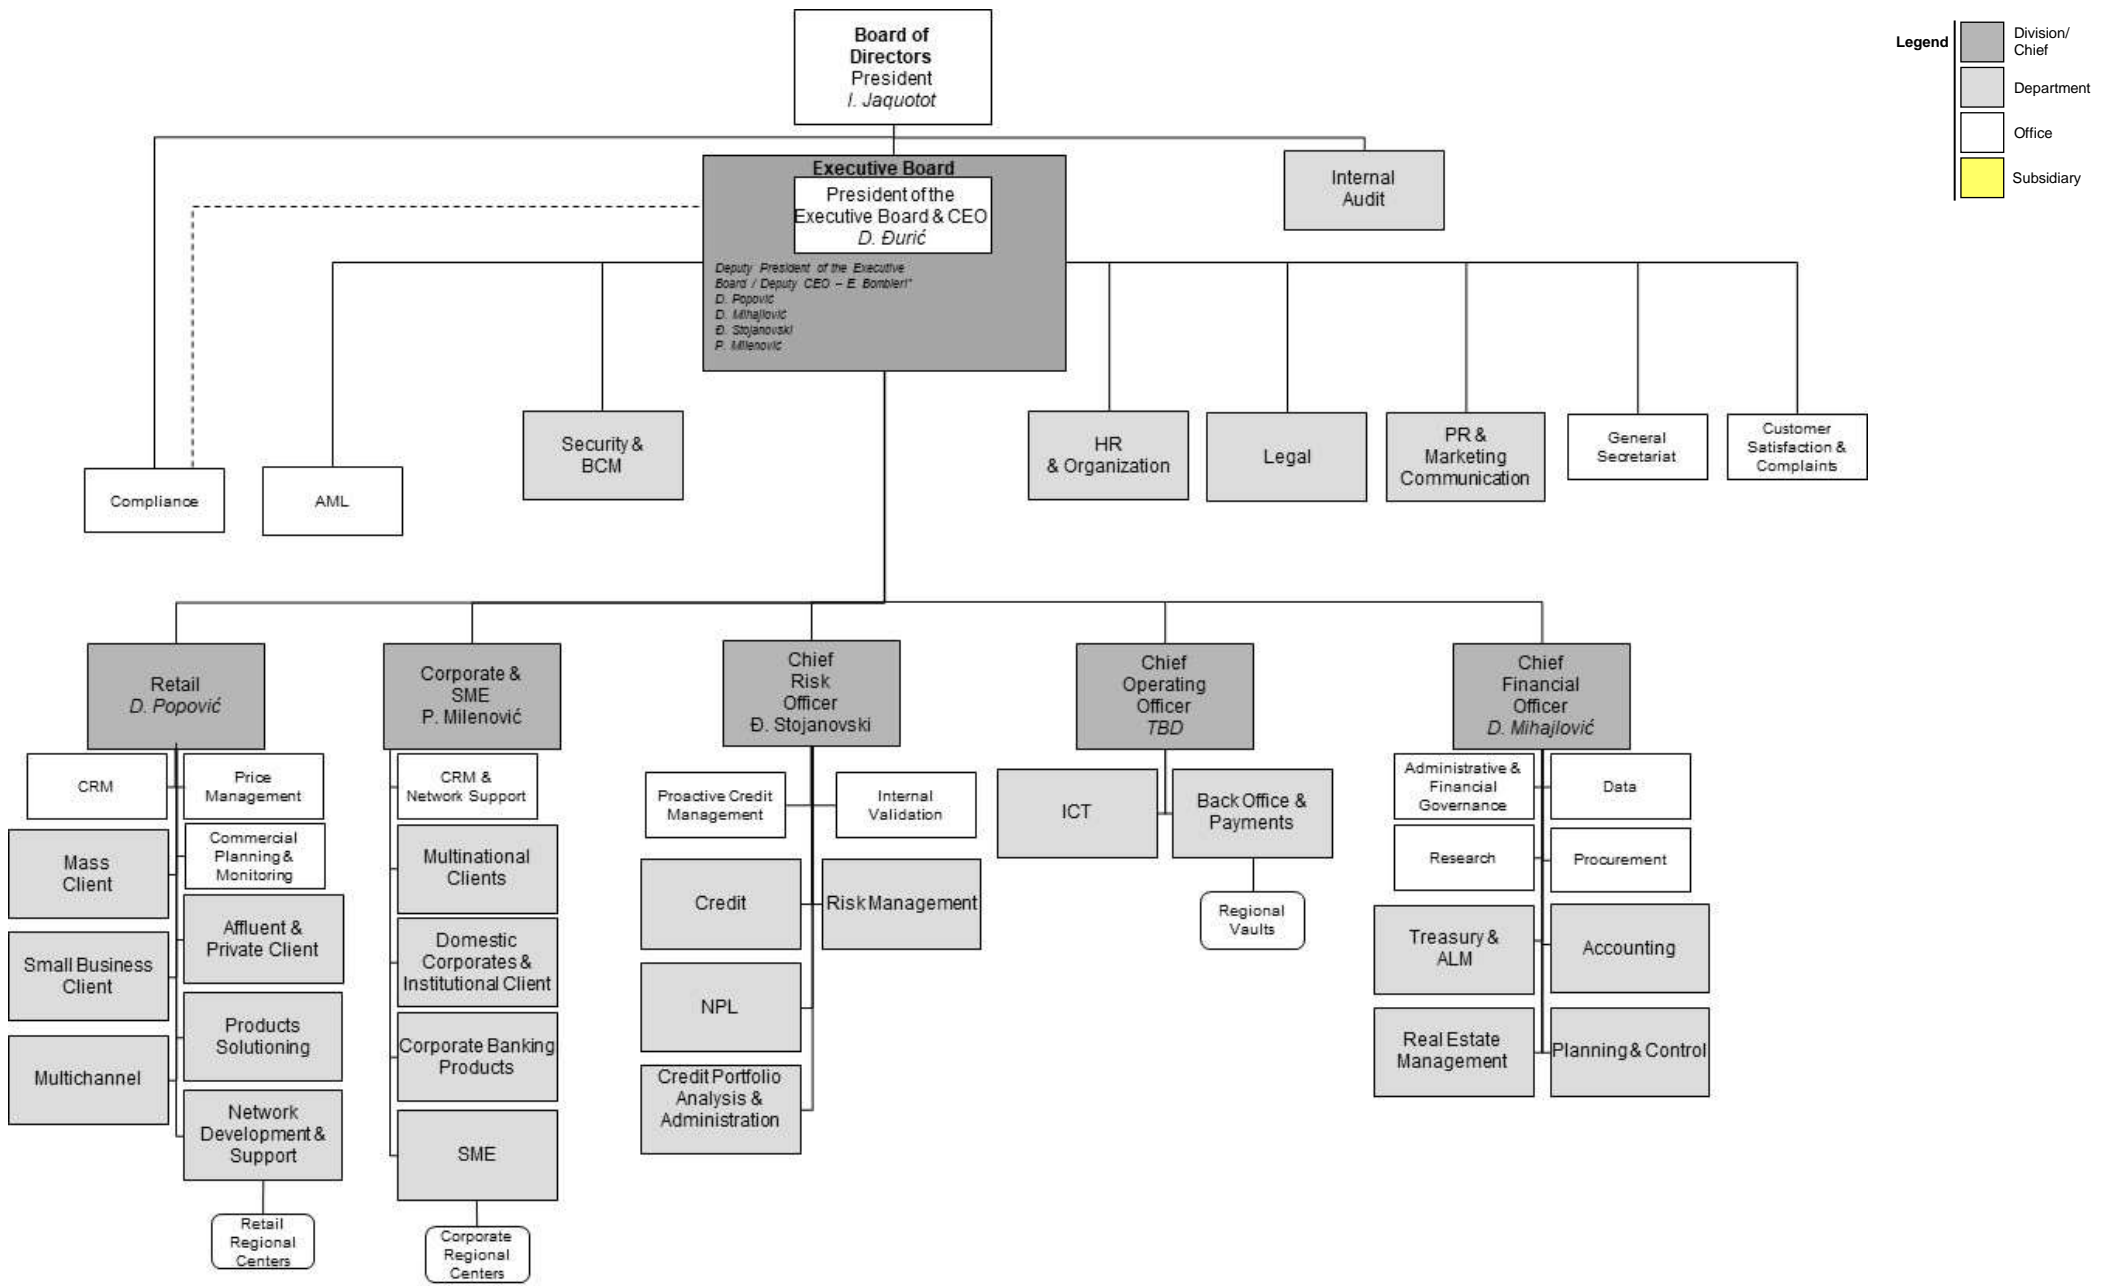 Board of
Directors
President
I. Jaquotot
Legend
Division/
Chief
Department
Office
Subsidiary
Executive Board
President of the
Executive Board & CEO
D. Đurić
Deputy President of the Executive
Board / Deputy CEO – E. Bombieri*
D. Popović
D. Mihajlović
Đ. Stojanovski
P. Milenović
Internal
Audit
Compliance
AML
Security &
BCM
HR
& Organization
Legal
PR &
Marketing
Communication
General
Secretariat
Customer
Satisfaction &
Complaints
Retail
D. Popović
CRM
Price
Management
Mass
Client
Commercial
Planning &
Monitoring
Small Business
Client
Affluent &
Private Client
Multichannel
Products
Solutioning
Network
Development &
Support
Retail
Regional
Centers
Corporate &
SME
P. Milenović
CRM &
Network Support
Multinational
Clients
Domestic
Corporates &
Institutional Client
Corporate Banking
Products
SME
Corporate
Regional
Centers
Chief
Risk
Officer
Đ. Stojanovski
Proactive Credit
Management
Internal
Validation
Credit
Risk Management
NPL
Credit Portfolio
Analysis &
Administration
Chief
Operating
Officer
TBD
ICT
Back Office &
Payments
Regional
Vaults
Chief
Financial
Officer
D. Mihajlović
Administrative &
Financial
Governance
Data
Research
Procurement
Treasury &
ALM
Accounting
Real Estate
Management
Planning & Control